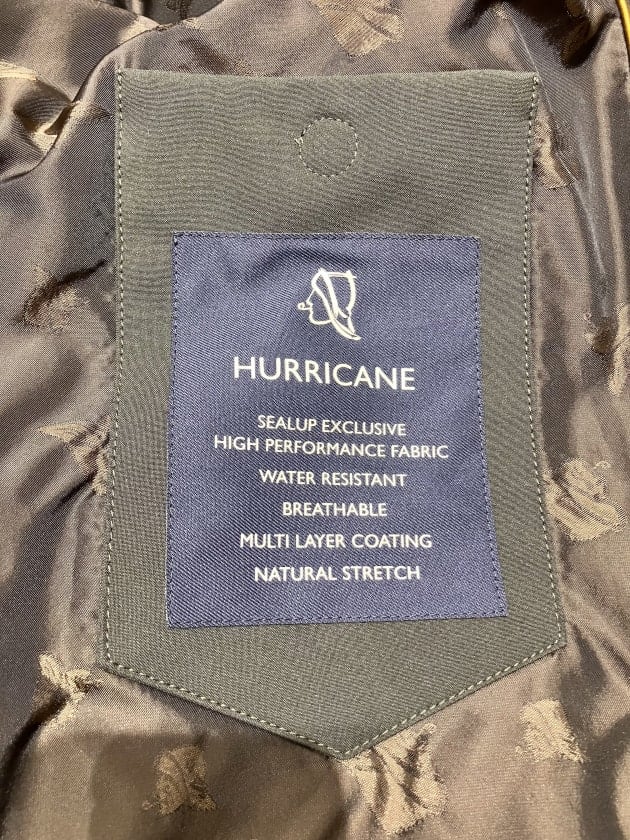 HURRICANE
SEALUP EXCLUSIVE
HIGH PERFORMANCE FABRIC
WATER RESISTANT
BREATHABLE
MULTI LAYER COATING
NATURAL STRETCH